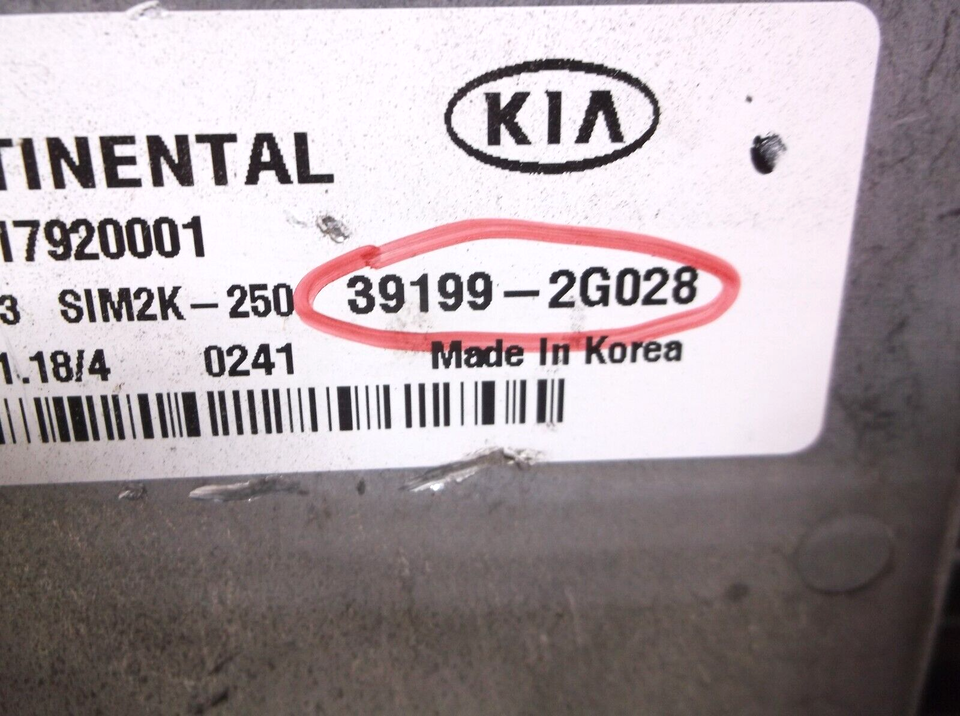 KIA
TINENTAL
17920001
3 SIM2K-250 39199-2G028
1.18/4 0241 Made In Korea